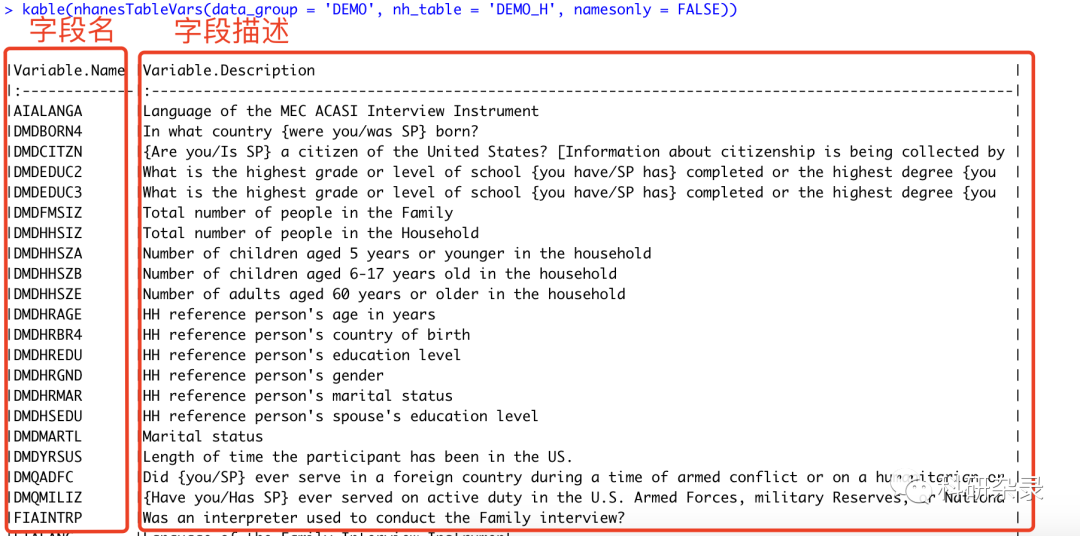 > kable(nhanesTableVars(data_group = 'DEMO', nh_table = 'DEMO_H', namesonly = FALSE))
字段名 字段描述
|Variable.Name |Variable.Description |
|:-------------|:---------------------------------------------------------------------------------------------------|
|AIALANGA |Language of the MEC ACASI Interview Instrument |
|DMDBORN4 |In what country {were you/was SP} born? |
|DMDCITZN |{Are you/Is SP} a citizen of the United States? [Information about citizenship is being collected by |
|DMDEDUC2 |What is the highest grade or level of school {you have/SP has} completed or the highest degree {you |
|DMDEDUC3 |What is the highest grade or level of school {you have/SP has} completed or the highest degree {you |
|DMDFMSIZ |Total number of people in the Family |
|DMDHHSIZ |Total number of people in the Household |
|DMDHHSZA |Number of children aged 5 years or younger in the household |
|DMDHHSZB |Number of children aged 6-17 years old in the household |
|DMDHHSZE |Number of adults aged 60 years or older in the household |
|DMDHRAGE |HH reference person's age in years |
|DMDHRBR4 |HH reference person's country of birth |
|DMDHREDU |HH reference person's education level |
|DMDHRGND |HH reference person's gender |
|DMDHRMAR |HH reference person's marital status |
|DMDHSEDU |HH reference person's spouse's education level |
|DMDMARTL |Marital status |
|DMDYRSUS |Length of time the participant has been in the US. |
|DMQADFC |Did {you/SP} ever serve in a foreign country during a time of armed conflict or on a humanitarian or
|DMQMILIZ |{Have you/Has SP} ever served on active duty in the U.S. Armed Forces, military Reserves, or Nationa
科研杂录
|FIAINTRP |Was an interpreter used to conduct the Family interview? |